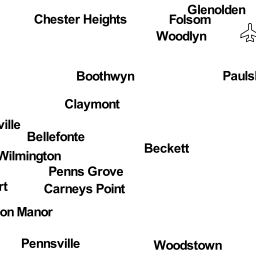 Glenolden
Chester Heights
Folsom
Woodlyn
Boothwyn
Pauls
Claymont
ville
Bellefonte
Beckett
Wilmington
Penns Grove
rt
Carneys Point
on Manor
Pennsville
Woodstown